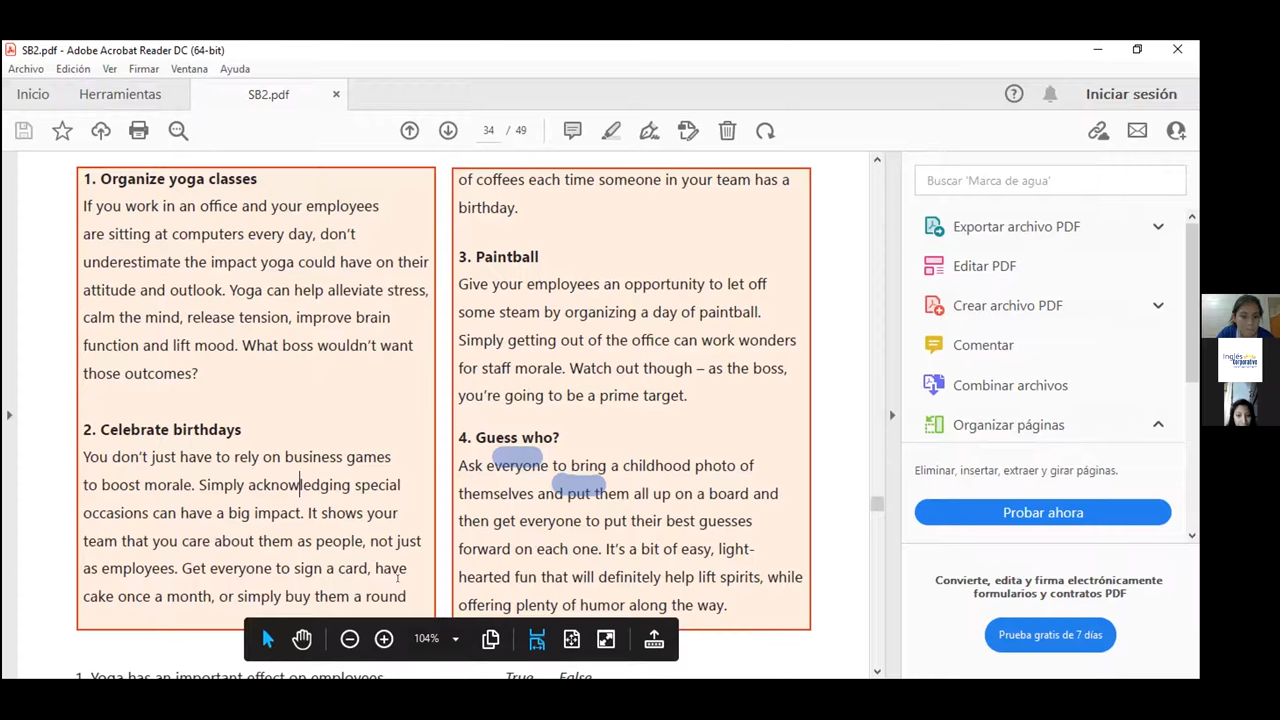 SB2.pdf - Adobe Acrobat Reader DC (64-bit)
Archivo Edición Ver Firmar Ventana Ayuda
Inicio Herramientas SB2.pdf × Iniciar sesión
34 / 49
1. Organize yoga classes
If you work in an office and your employees
are sitting at computers every day, don't
underestimate the impact yoga could have on their
attitude and outlook. Yoga can help alleviate stress,
calm the mind, release tension, improve brain
function and lift mood. What boss wouldn't want
those outcomes?
2. Celebrate birthdays
You don't just have to rely on business games
to boost morale. Simply acknowledging special
occasions can have a big impact. It shows your
team that you care about them as people, not just
as employees. Get everyone to sign a card, have
cake once a month, or simply buy them a round
of coffees each time someone in your team has a
birthday.
3. Paintball
Give your employees an opportunity to let off
some steam by organizing a day of paintball.
Simply getting out of the office can work wonders
for staff morale. Watch out though – as the boss,
you're going to be a prime target.
4. Guess who?
Ask everyone to bring a childhood photo of
themselves and put them all up on a board and
then get everyone to put their best guesses
forward on each one. It's a bit of easy, light-
hearted fun that will definitely help lift spirits, while
offering plenty of humor along the way.
1. Yoga has an important effect on employees True False
104%
Buscar 'Marca de agua'
Exportar archivo PDF
Editar PDF
Crear archivo PDF
Comentar
Combinar archivos
Organizar páginas
Eliminar, insertar, extraer y girar páginas.
Probar ahora
Convierte, edita y firma electrónicamente
formularios y contratos PDF
Prueba gratis de 7 días
Inglés
Corporativo